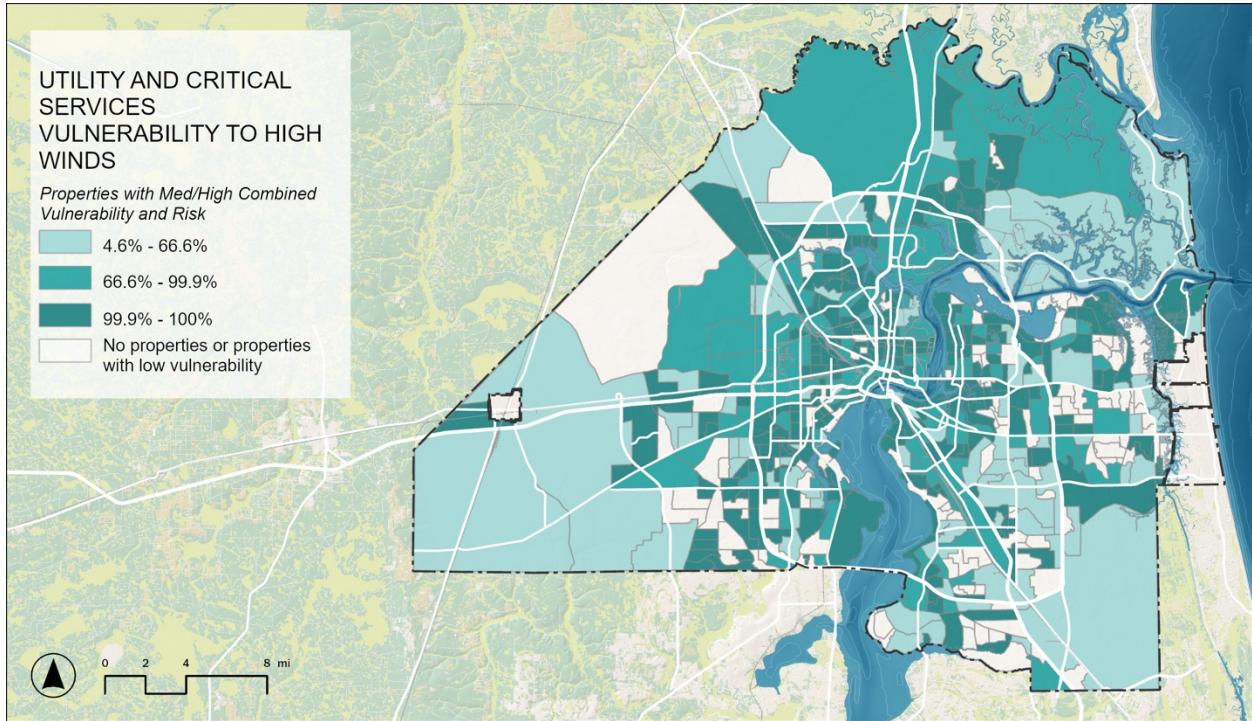 UTILITY AND CRITICAL
SERVICES
VULNERABILITY TO HIGH
WINDS
Properties with Med/High Combined
Vulnerability and Risk
4.6% - 66.6%
66.6% - 99.9%
99.9% - 100%
No properties or properties
with low vulnerability
0 2 4 8 mi